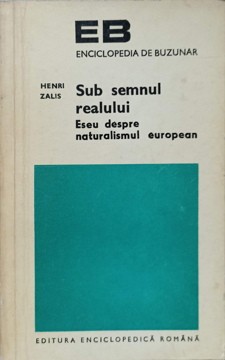 EB
ENCICLOPEDIA DE BUZUNAR
HENRI
ZALIS
Sub semnul
realului
Eseu despre
naturalismul european
EDITURA ENCICLOPEDICĂ ROMÂNĂ